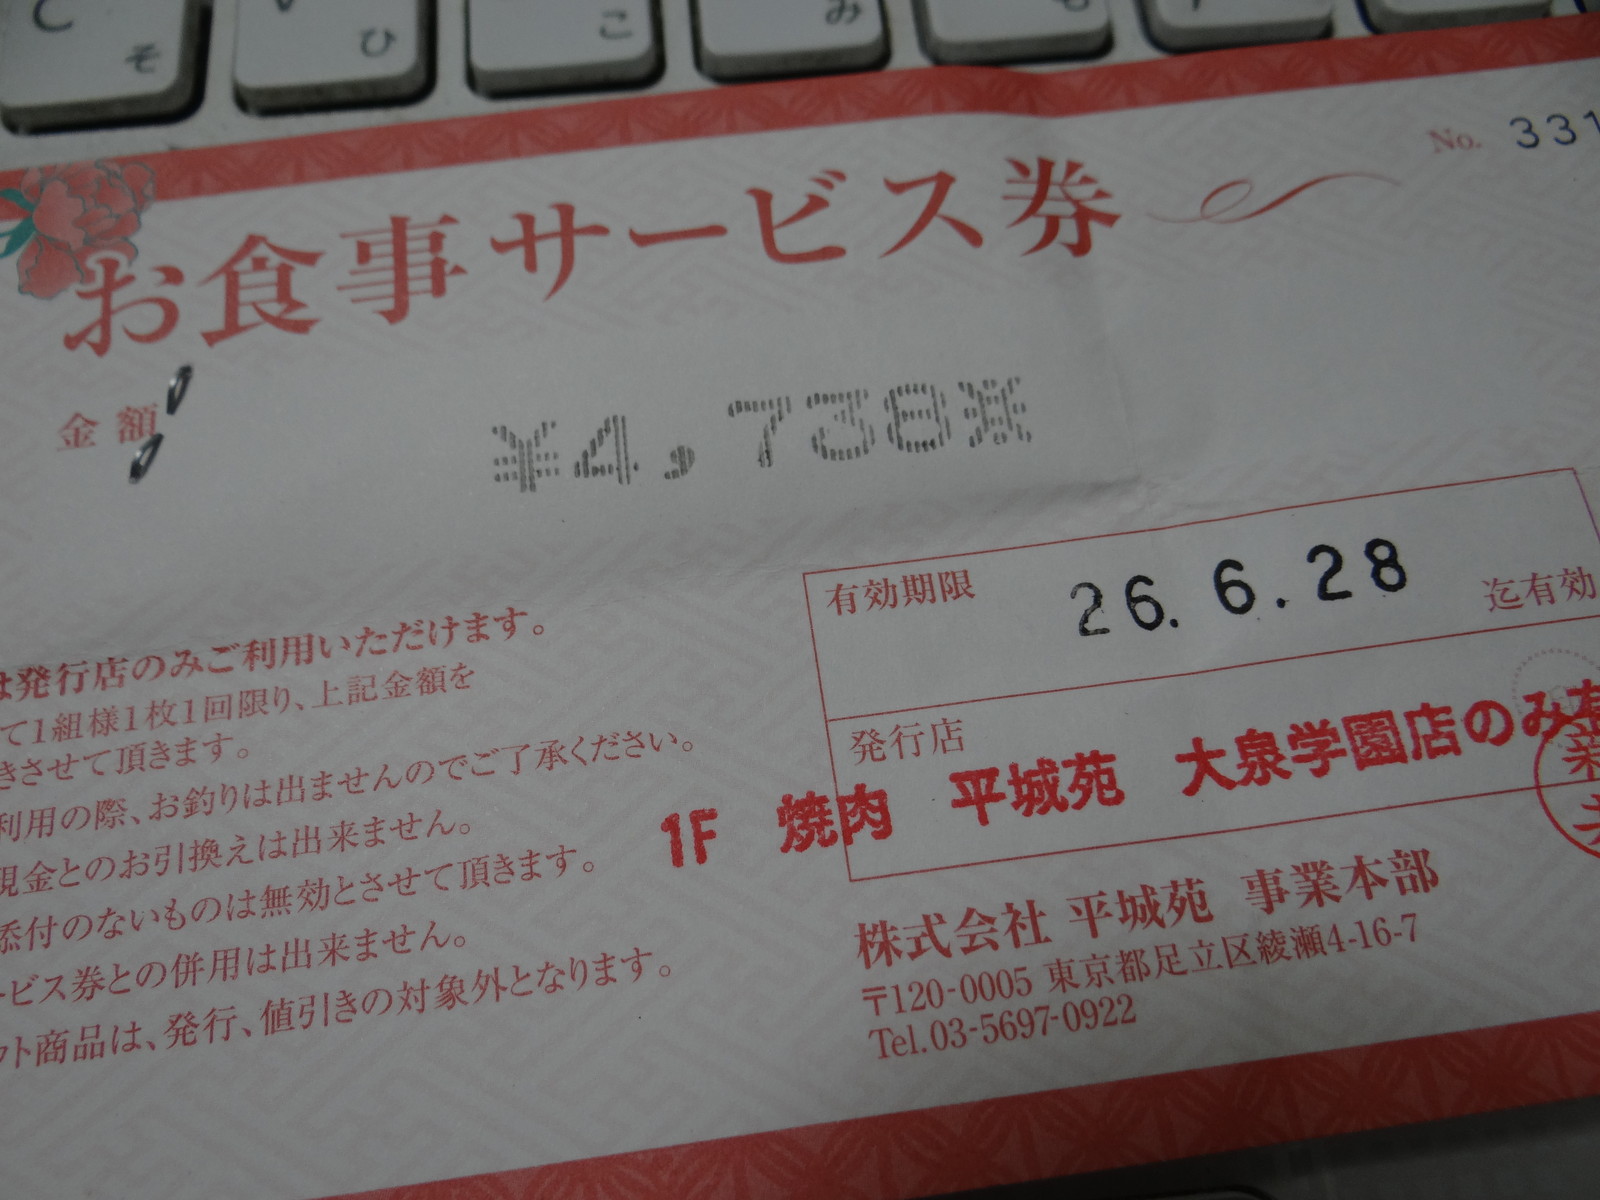 そ ひ こ み も
No. 331
お食事サービス券
金額 ¥4,738※
有効期限 26.6.28 迄有効
は発行店のみご利用いただけます。
て1組様1枚1回限り、上記金額を
きさせて頂きます。
利用の際、お釣りは出ませんのでご了承ください。
現金とのお引換えは出来ません。
添付のないものは無効とさせて頂きます。
ービス券との併用は出来ません。
ット商品は、発行、値引きの対象外となります。
発行店
1F 焼肉 平城苑 大泉学園店のみ有
株式会社 平城苑 事業本部
〒120-0005 東京都足立区綾瀬4-16-7
Tel.03-5697-0922